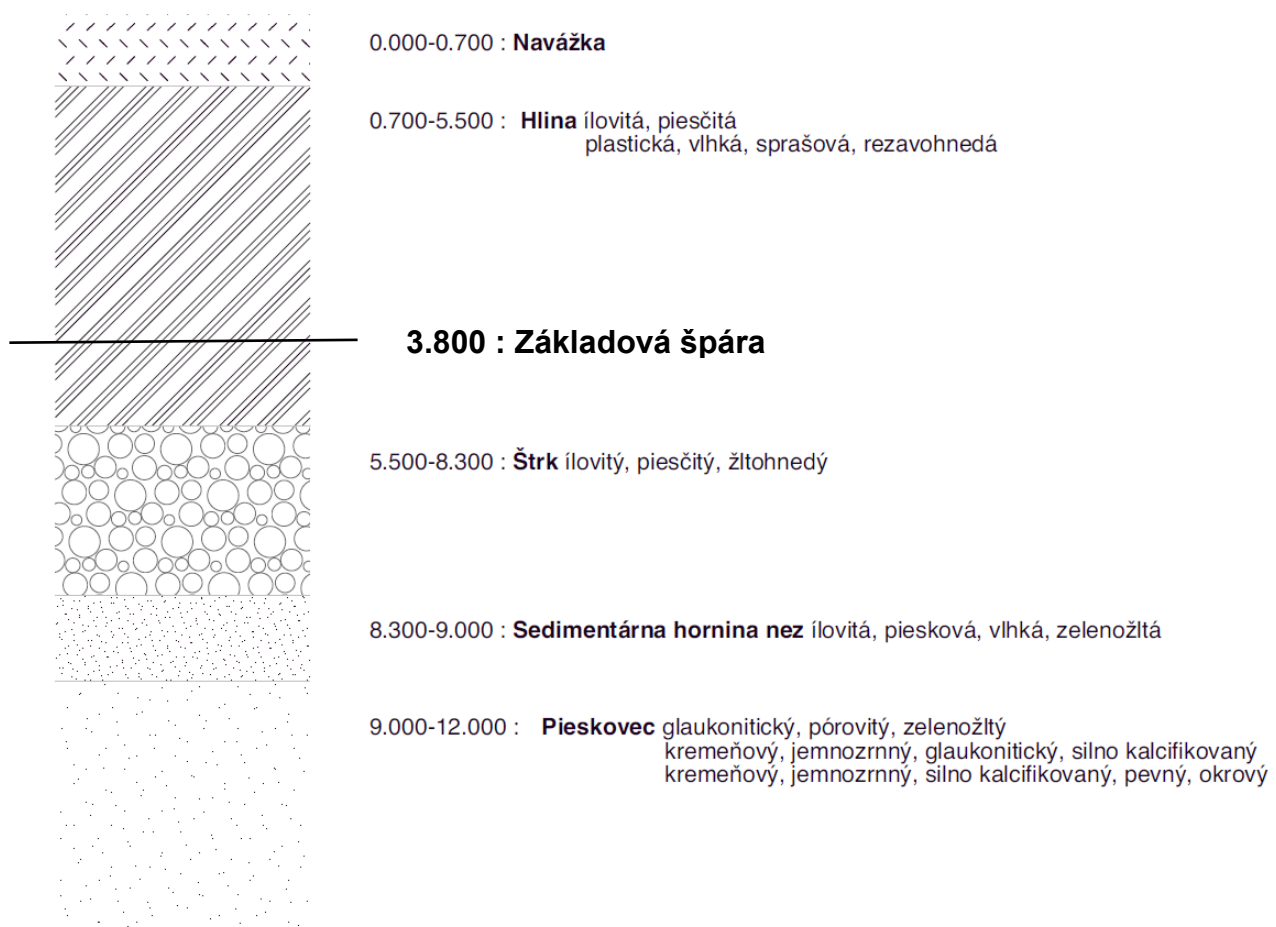 0.000-0.700 : Navážka
0.700-5.500 : Hlina ílovitá, piesčitá
plastická, vlhká, sprašová, rezavohnedá
3.800 : Základová špára
5.500-8.300 : Štrk ílovitý, piesčitý, žltohnedý
8.300-9.000 : Sedimentárna hornina nez ílovitá, piesková, vlhká, zelenožltá
9.000-12.000 : Pieskovec glaukonitický, pórovitý, zelenožltý
kremeňový, jemnozrnný, glaukonitický, silno kalcifikovaný
kremeňový, jemnozrnný, silno kalcifikovaný, pevný, okrový